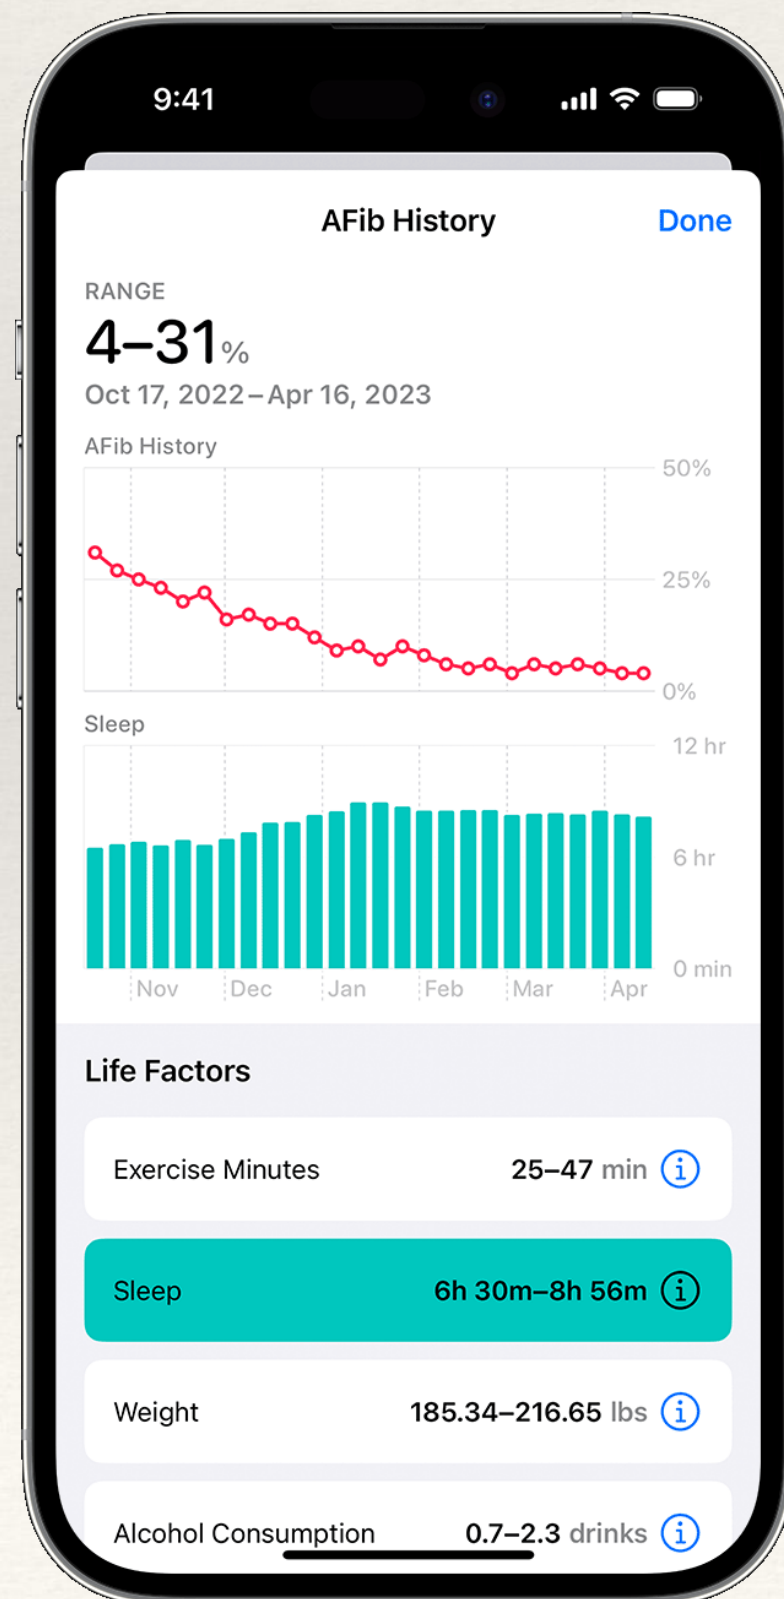 9:41
AFib History Done
RANGE
4–31%
Oct 17, 2022–Apr 16, 2023
AFib History
50%
25%
0%
Sleep
12 hr
6 hr
0 min
Nov Dec Jan Feb Mar Apr
Life Factors
Exercise Minutes 25–47 min
Sleep 6h 30m–8h 56m
Weight 185.34–216.65 lbs
Alcohol Consumption 0.7–2.3 drinks